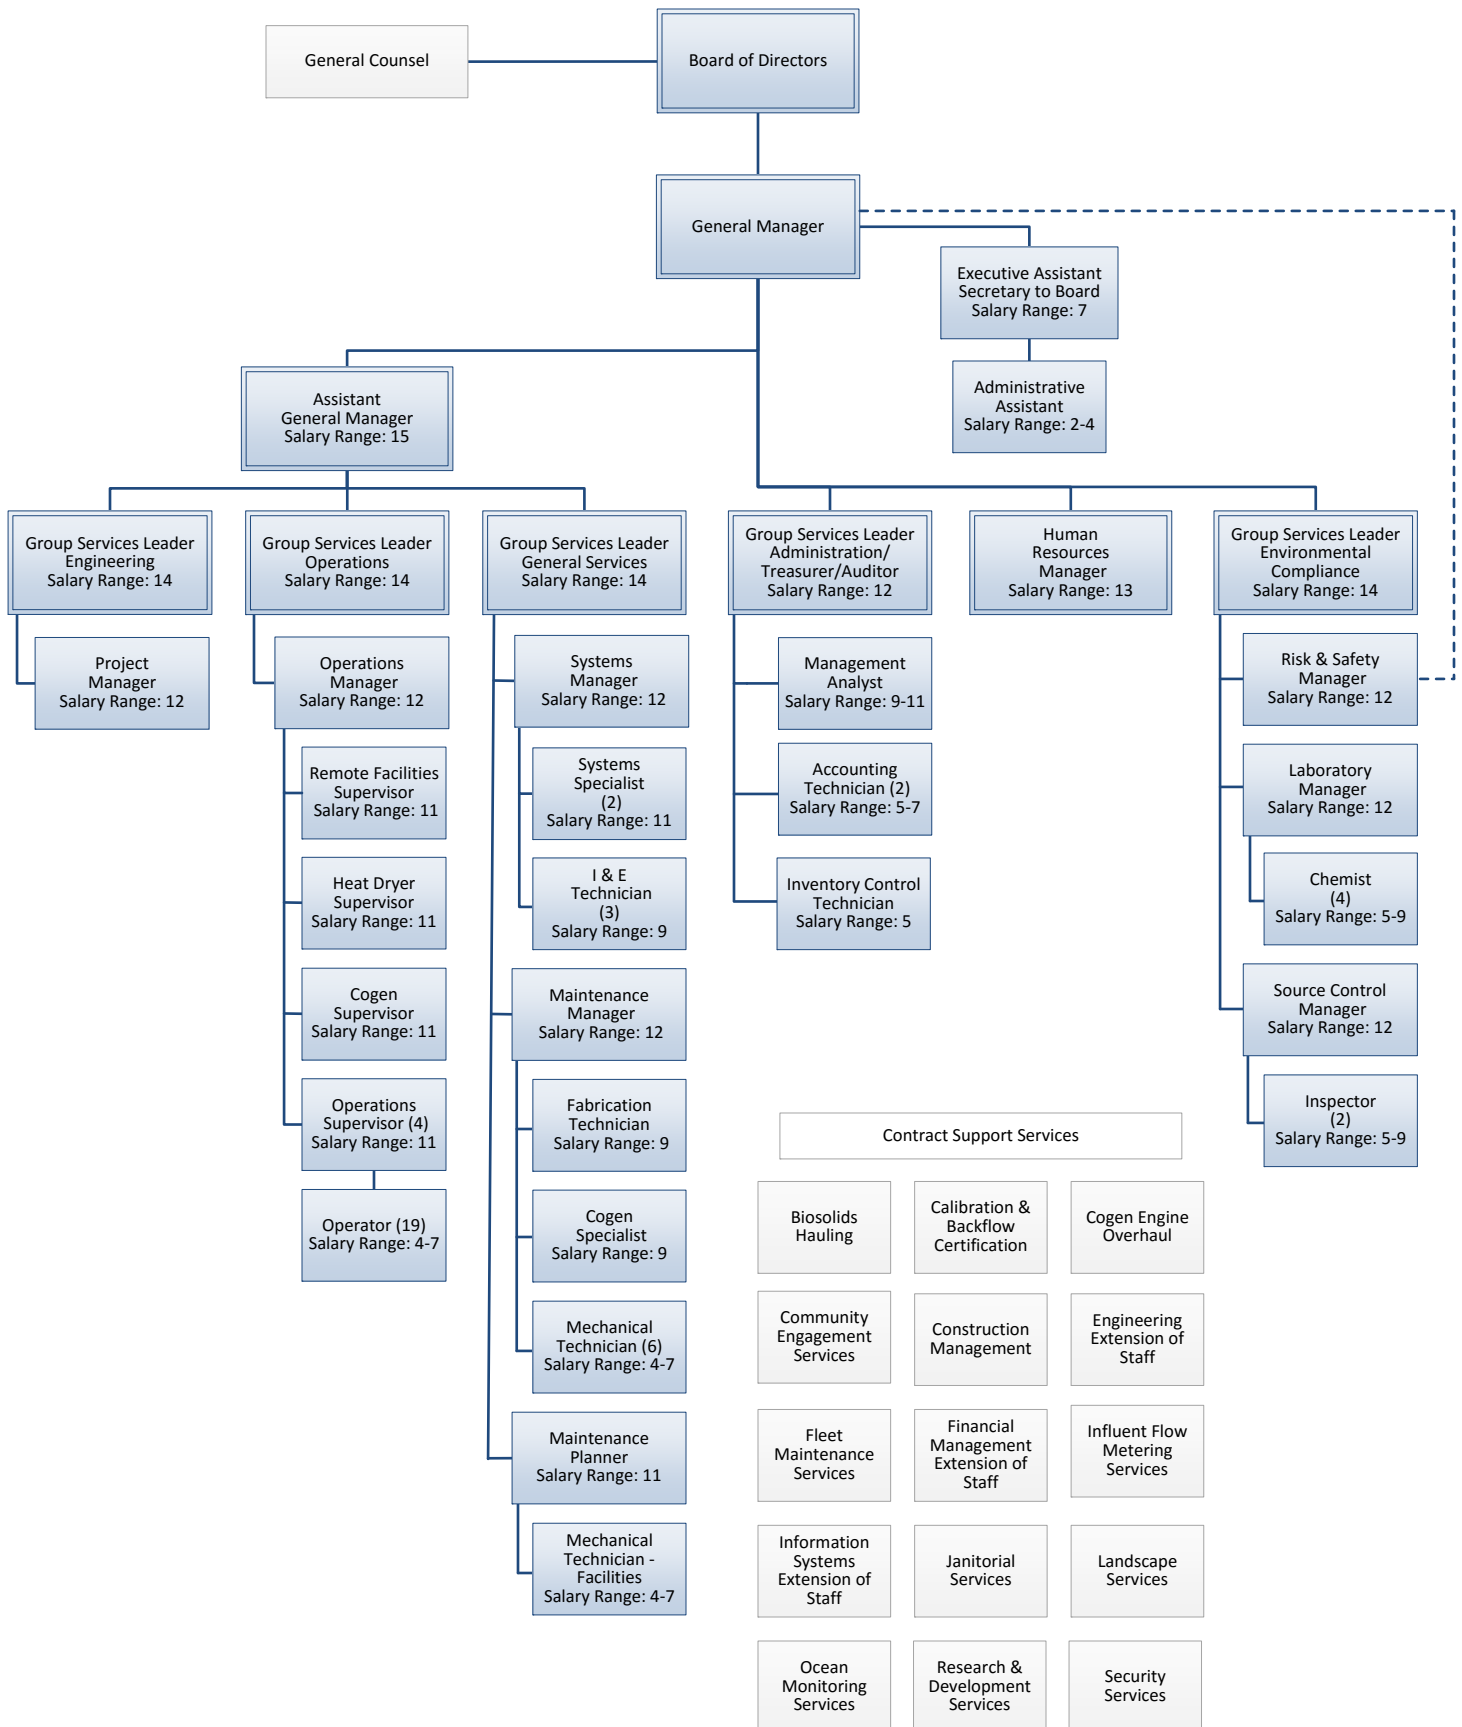 General Counsel
Board of Directors
General Manager
Executive Assistant
Secretary to Board
Salary Range: 7
Administrative
Assistant
Salary Range: 2-4
Assistant
General Manager
Salary Range: 15
Group Services Leader
Engineering
Salary Range: 14
Group Services Leader
Operations
Salary Range: 14
Group Services Leader
General Services
Salary Range: 14
Group Services Leader
Administration/
Treasurer/Auditor
Salary Range: 12
Human
Resources
Manager
Salary Range: 13
Group Services Leader
Environmental
Compliance
Salary Range: 14
Project
Manager
Salary Range: 12
Operations
Manager
Salary Range: 12
Remote Facilities
Supervisor
Salary Range: 11
Heat Dryer
Supervisor
Salary Range: 11
Cogen
Supervisor
Salary Range: 11
Operations
Supervisor (4)
Salary Range: 11
Operator (19)
Salary Range: 4-7
Systems
Manager
Salary Range: 12
Systems
Specialist
(2)
Salary Range: 11
I & E
Technician
(3)
Salary Range: 9
Maintenance
Manager
Salary Range: 12
Fabrication
Technician
Salary Range: 9
Cogen
Specialist
Salary Range: 9
Mechanical
Technician (6)
Salary Range: 4-7
Maintenance
Planner
Salary Range: 11
Mechanical
Technician -
Facilities
Salary Range: 4-7
Management
Analyst
Salary Range: 9-11
Accounting
Technician (2)
Salary Range: 5-7
Inventory Control
Technician
Salary Range: 5
Risk & Safety
Manager
Salary Range: 12
Laboratory
Manager
Salary Range: 12
Chemist
(4)
Salary Range: 5-9
Source Control
Manager
Salary Range: 12
Inspector
(2)
Salary Range: 5-9
Contract Support Services
Biosolids
Hauling
Calibration &
Backflow
Certification
Cogen Engine
Overhaul
Community
Engagement
Services
Construction
Management
Engineering
Extension of
Staff
Fleet
Maintenance
Services
Financial
Management
Extension of
Staff
Influent Flow
Metering
Services
Information
Systems
Extension of
Staff
Janitorial
Services
Landscape
Services
Ocean
Monitoring
Services
Research &
Development
Services
Security
Services